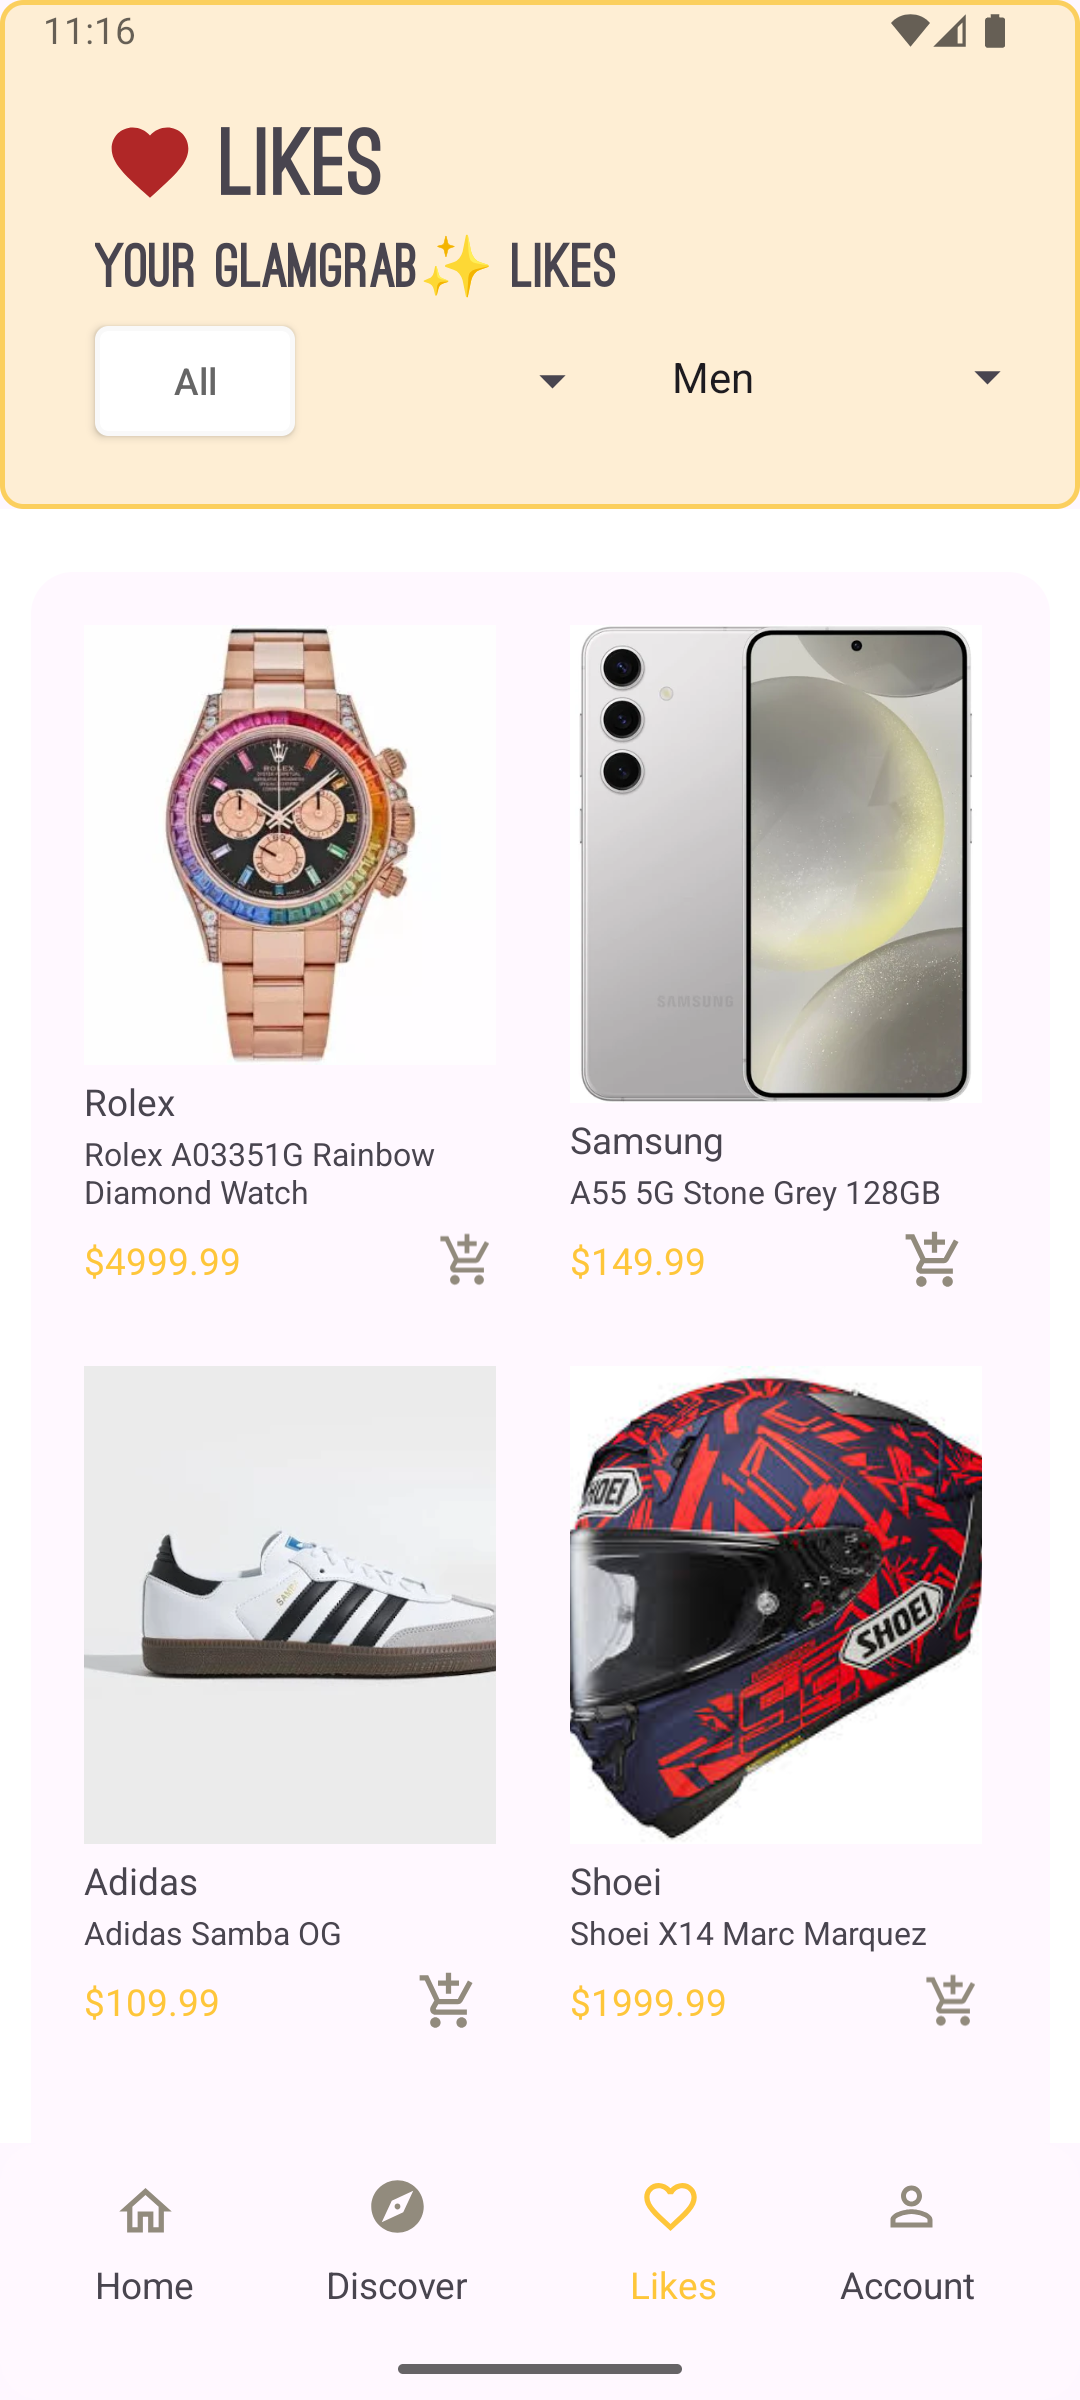 11:16
LIKES
YOUR GLAMGRAB✨ LIKES
All
Men
ROLEX
SAMSUNG
Rolex
Rolex A03351G Rainbow
Diamond Watch
$4999.99
Samsung
A55 5G Stone Grey 128GB
$149.99
SAMBA
SHOEI
SHOEI
93
Adidas
Adidas Samba OG
$109.99
Shoei
Shoei X14 Marc Marquez
$1999.99
Home
Discover
Likes
Account